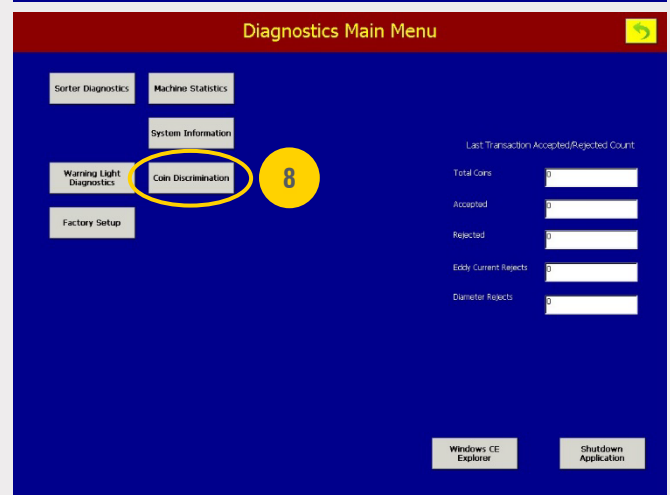 Diagnostics Main Menu
Sorter Diagnostics
Machine Statistics
System Information
Last Transaction Accepted/Rejected Count
Warning Light
Diagnostics
Coin Discrimination
8
Total Coins
0
Accepted
0
Factory Setup
Rejected
0
Eddy Current Rejects
0
Diameter Rejects
0
Windows CE
Explorer
Shutdown
Application